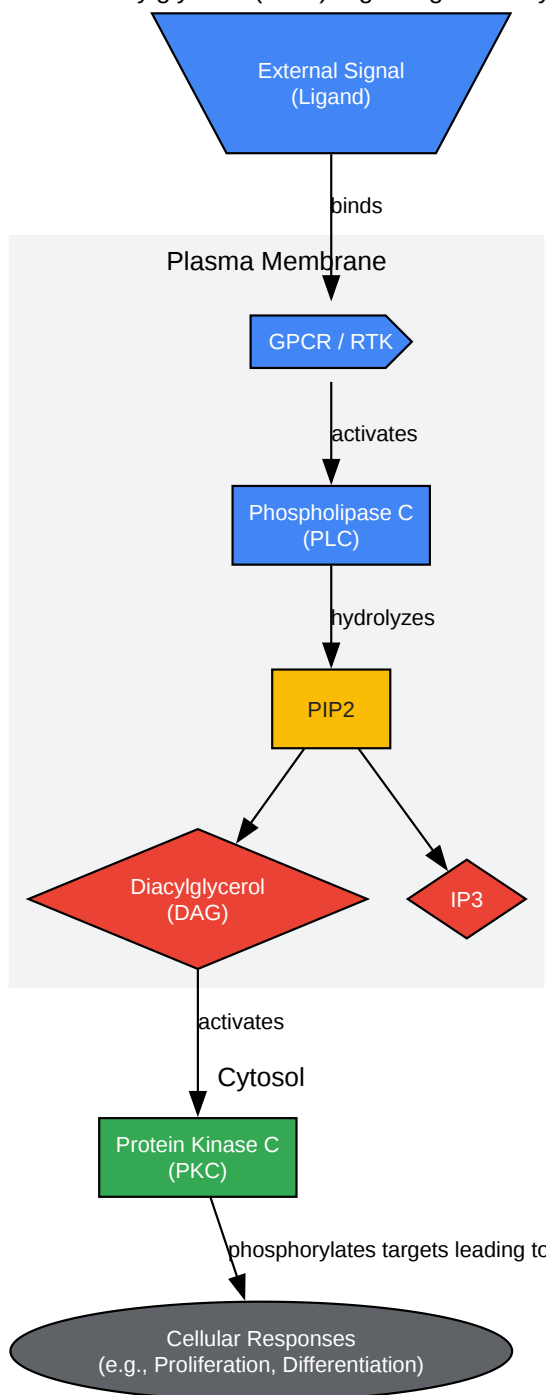 External Signal
(Ligand)
binds
Plasma Membrane
GPCR / RTK
activates
Phospholipase C
(PLC)
hydrolyzes
PIP2
Diacylglycerol
(DAG)
IP3
activates
Cytosol
Protein Kinase C
(PKC)
phosphorylates targets leading to
Cellular Responses
(e.g., Proliferation, Differentiation)